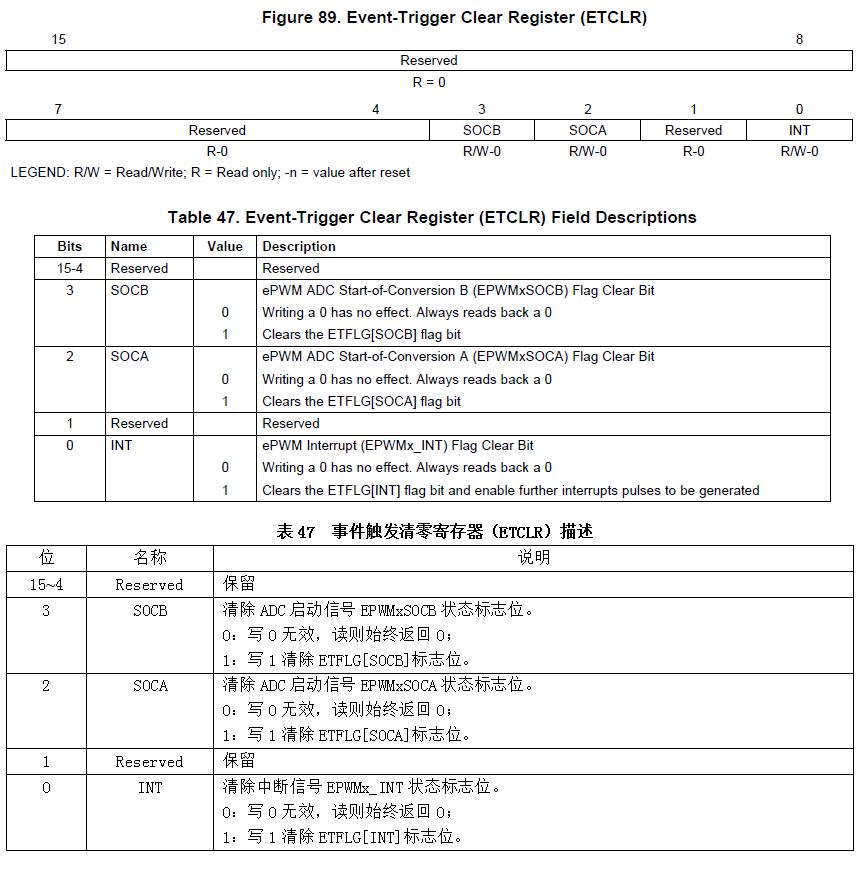 Figure 89. Event-Trigger Clear Register (ETCLR)
15 8
Reserved
R = 0
7 4 3 2 1 0
Reserved SOCB SOCA Reserved INT
R-0 R/W-0 R/W-0 R-0 R/W-0
LEGEND: R/W = Read/Write; R = Read only; -n = value after reset
Table 47. Event-Trigger Clear Register (ETCLR) Field Descriptions
Bits Name Value Description
15-4 Reserved Reserved
3 SOCB ePWM ADC Start-of-Conversion B (EPWMxSOCB) Flag Clear Bit
0 Writing a 0 has no effect. Always reads back a 0
1 Clears the ETFLG[SOCB] flag bit
2 SOCA ePWM ADC Start-of-Conversion A (EPWMxSOCA) Flag Clear Bit
0 Writing a 0 has no effect. Always reads back a 0
1 Clears the ETFLG[SOCA] flag bit
1 Reserved Reserved
0 INT ePWM Interrupt (EPWMx_INT) Flag Clear Bit
0 Writing a 0 has no effect. Always reads back a 0
1 Clears the ETFLG[INT] flag bit and enable further interrupts pulses to be generated
表 47 事件触发清零寄存器（ETCLR）描述
位 名称 说明
15~4 Reserved 保留
3 SOCB 清除 ADC 启动信号 EPWMxSOCB 状态标志位。
0：写 0 无效，读则始终返回 0；
1：写 1 清除 ETFLG[SOCB]标志位。
2 SOCA 清除 ADC 启动信号 EPWMxSOCA 状态标志位。
0：写 0 无效，读则始终返回 0；
1：写 1 清除 ETFLG[SOCA]标志位。
1 Reserved 保留
0 INT 清除中断信号 EPWMx_INT 状态标志位。
0：写 0 无效，读则始终返回 0；
1：写 1 清除 ETFLG[INT]标志位。